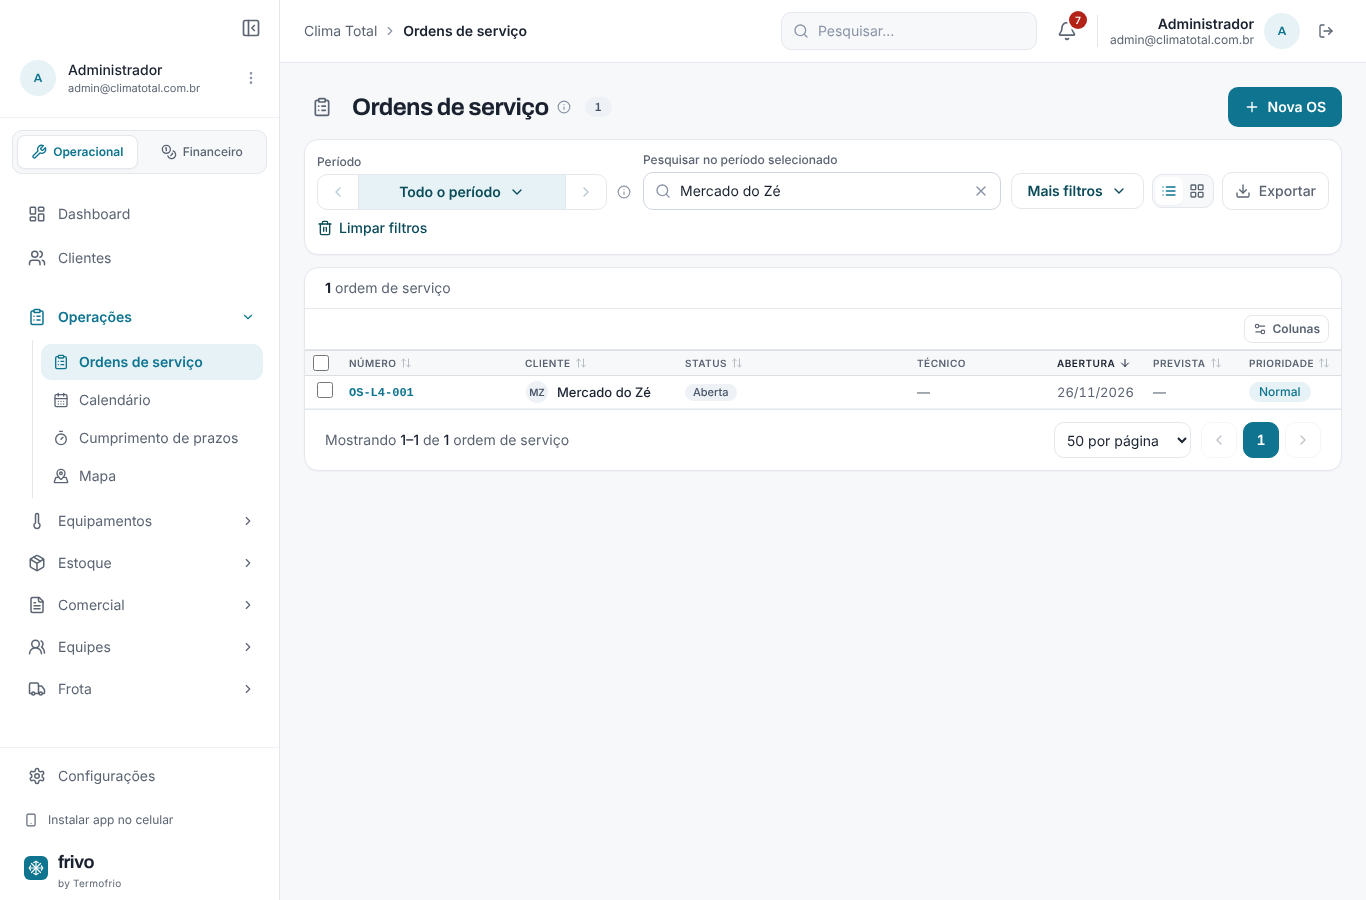 A
Administrador
admin@climatotal.com.br
Operacional
Financeiro
Dashboard
Clientes
Operações
Ordens de serviço
Calendário
Cumprimento de prazos
Mapa
Equipamentos
Estoque
Comercial
Equipes
Frota
Configurações
Instalar app no celular
frivo
by Termofrio
Clima Total
Ordens de serviço
Pesquisar...
7
Administrador
admin@climatotal.com.br
A
Ordens de serviço
1
Nova OS
Período
Todo o período
Pesquisar no período selecionado
Mercado do Zé
Mais filtros
Exportar
Limpar filtros
1 ordem de serviço
Colunas
NÚMERO CLIENTE STATUS TÉCNICO ABERTURA PREVISTA PRIORIDADE
OS-L4-001 MZ Mercado do Zé Aberta — 26/11/2026 — Normal
Mostrando 1–1 de 1 ordem de serviço
50 por página
1